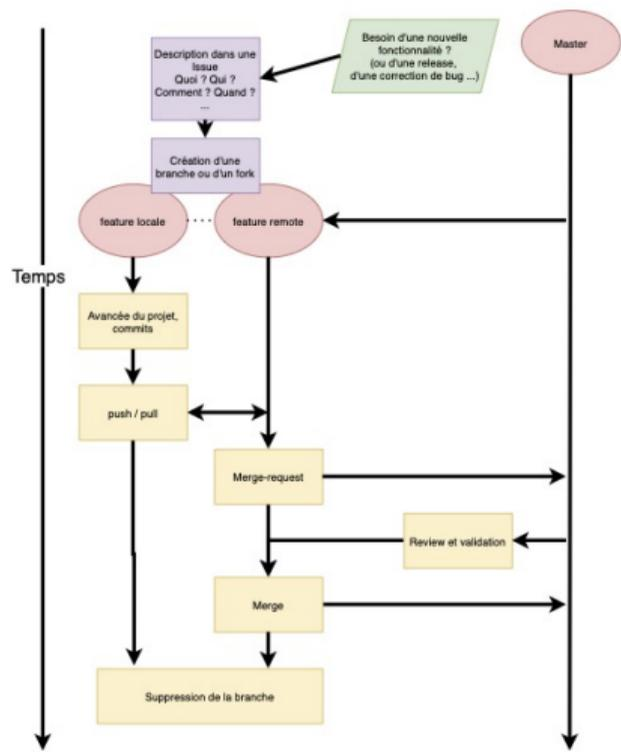 Besoin d'une nouvelle
fonctionnalité ?
(ou d'une release,
d'une correction de bug ...)
Master
Description dans une
Issue
Quoi ? Qui ?
Comment ? Quand ?
...
Création d'une
branche ou d'un fork
feature locale
feature remote
Temps
Avancée du projet,
commits
push / pull
Merge-request
Review et validation
Merge
Suppression de la branche